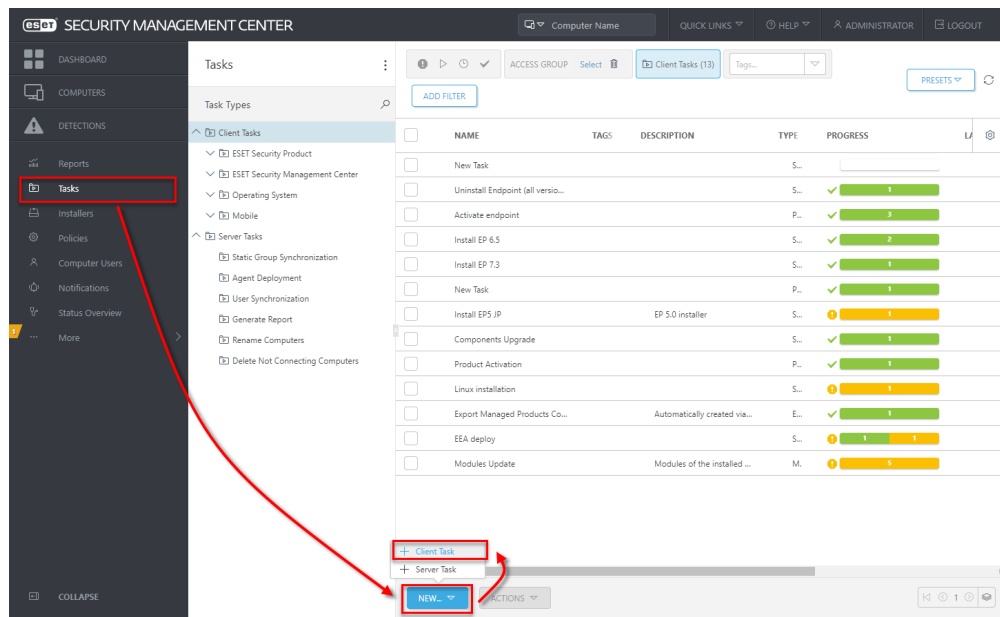 eset SECURITY MANAGEMENT CENTER
Computer Name
QUICK LINKS
HELP
ADMINISTRATOR
LOGOUT
DASHBOARD
COMPUTERS
DETECTIONS
Reports
Tasks
Installers
Policies
Computer Users
Notifications
Status Overview
1
More
COLLAPSE
Tasks
Task Types
Client Tasks
ESET Security Product
ESET Security Management Center
Operating System
Mobile
Server Tasks
Static Group Synchronization
Agent Deployment
User Synchronization
Generate Report
Rename Computers
Delete Not Connecting Computers
ACCESS GROUP Select
Client Tasks (13)
Tags...
PRESETS
ADD FILTER
NAME TAGS DESCRIPTION TYPE PROGRESS LA
New Task S...
Uninstall Endpoint (all versio... S... 1
Activate endpoint P... 3
Install EP 6.5 S... 2
Install EP 7.3 S... 1
New Task P... 1
Install EP5 JP EP 5.0 installer S... 1
Components Upgrade S... 1
Product Activation P... 1
Linux installation S... 1
Export Managed Products Co... Automatically created via... E... 1
EEA deploy S... 1 1
Modules Update Modules of the installed ... M. 5
Client Task
Server Task
NEW...
ACTIONS
1